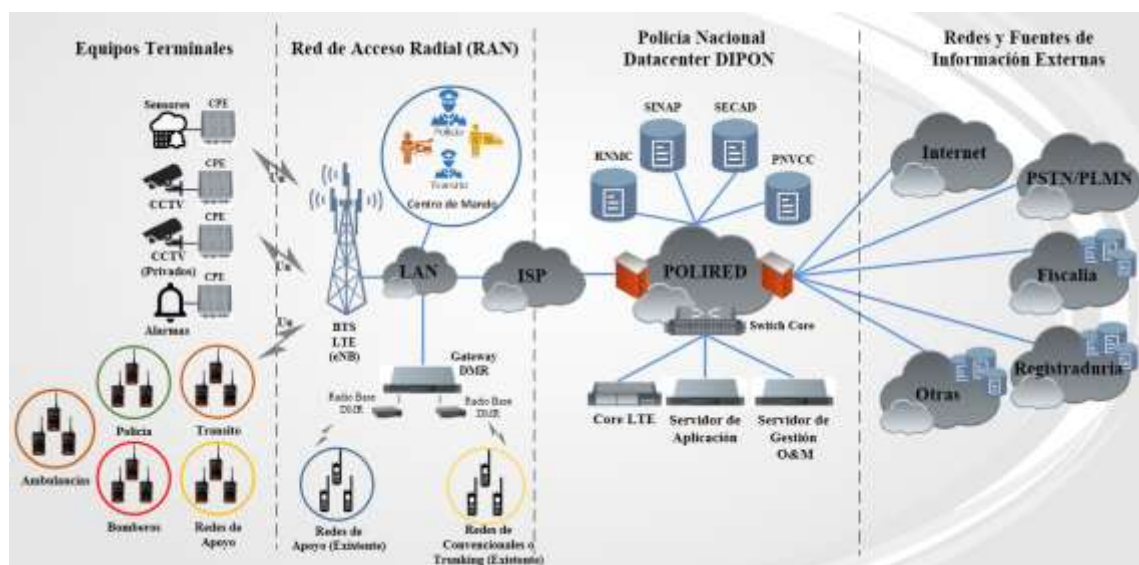 Equipos Terminales
Sensores
CPE
CPE
CCTV
CPE
CCTV
(Privados)
CPE
Alarmas
Policía
Transito
Ambulancias
Bomberos
Redes de
Apoyo
Red de Acceso Radial (RAN)
Policía
Transito
Centro de Mando
Uu
Uu
Uu
BTS
LTE
(eNB)
LAN
ISP
Gateway
DMR
Radio Base
DMR
Radio Base
DMR
Redes de
Apoyo (Existente)
Redes de
Convencionales o
Trunking (Existente)
Policía Nacional
Datacenter DIPON
SINAP
SECAD
RNMC
PNVCC
POLIRED
Switch Core
Core LTE
Servidor de
Aplicación
Servidor de
Gestión
O&M
Redes y Fuentes de
Información Externas
Internet
PSTN/PLMN
Fiscalia
Registraduría
Otras